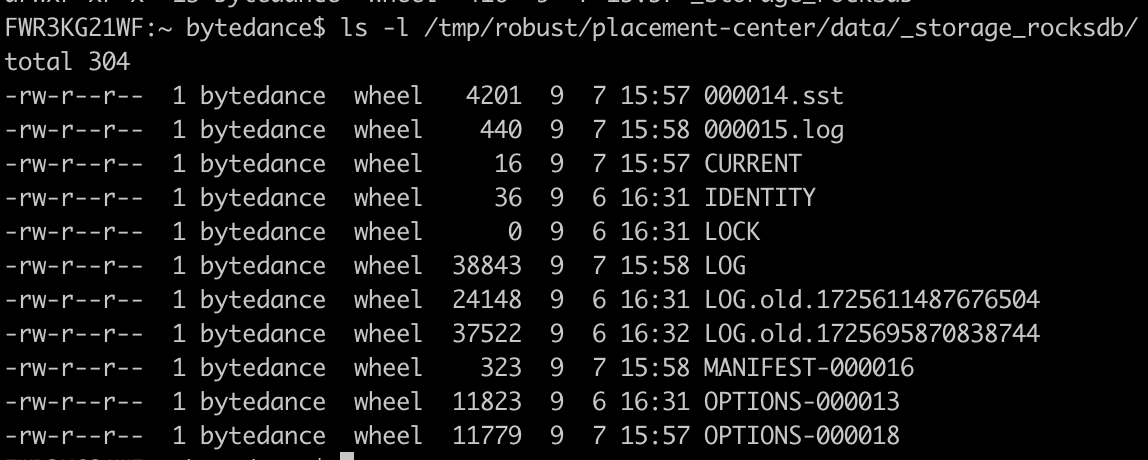 FWR3KG21WF:~ bytedance$ ls -l /tmp/robust/placement-center/data/_storage_rocksdb/
total 304
-rw-r--r--  1 bytedance  wheel   4201  9  7 15:57 000014.sst
-rw-r--r--  1 bytedance  wheel    440  9  7 15:58 000015.log
-rw-r--r--  1 bytedance  wheel     16  9  7 15:57 CURRENT
-rw-r--r--  1 bytedance  wheel     36  9  6 16:31 IDENTITY
-rw-r--r--  1 bytedance  wheel      0  9  6 16:31 LOCK
-rw-r--r--  1 bytedance  wheel  38843  9  7 15:58 LOG
-rw-r--r--  1 bytedance  wheel  24148  9  6 16:31 LOG.old.1725611487676504
-rw-r--r--  1 bytedance  wheel  37522  9  6 16:32 LOG.old.1725695870838744
-rw-r--r--  1 bytedance  wheel    323  9  7 15:58 MANIFEST-000016
-rw-r--r--  1 bytedance  wheel  11823  9  6 16:31 OPTIONS-000013
-rw-r--r--  1 bytedance  wheel  11779  9  7 15:57 OPTIONS-000018